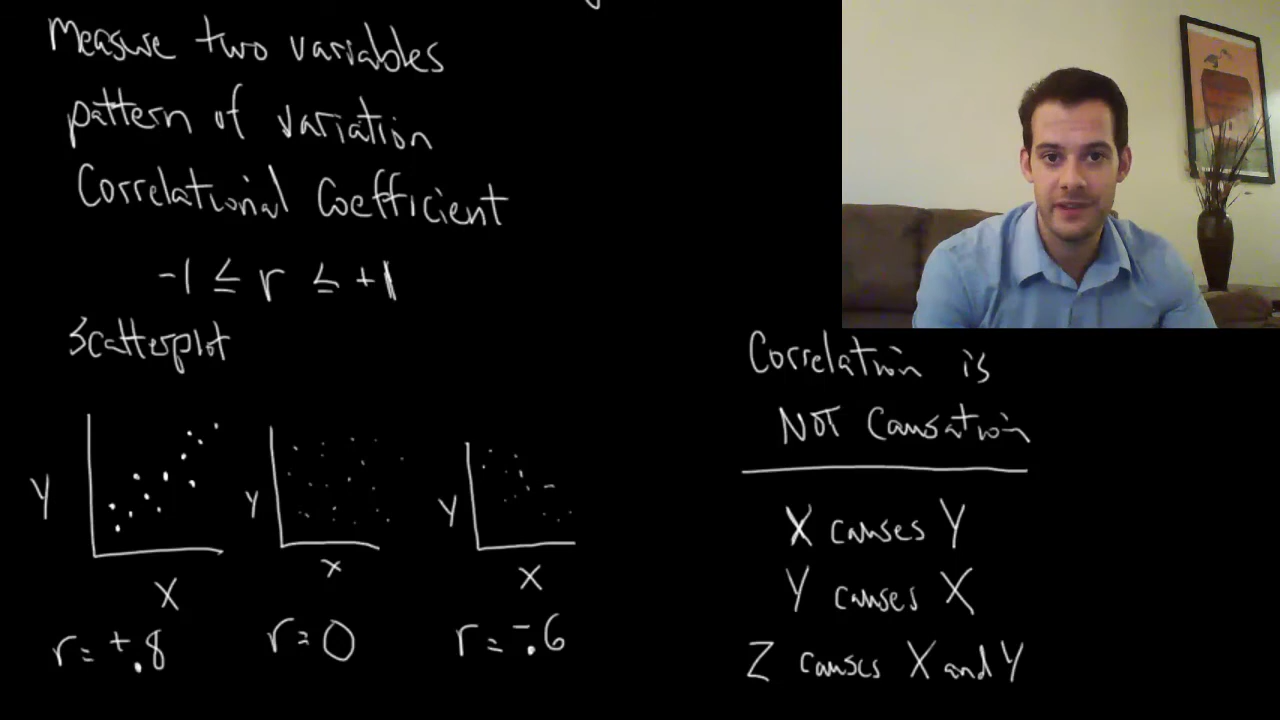 Measure two variables
pattern of variation
Correlational Coefficient
-1 ≤ r ≤ +1
Scatterplot
Y
X
r = +.8
Y
X
r = 0
Y
X
r = -.6
Correlation is
NOT Causation
X causes Y
Y causes X
Z causes X and Y